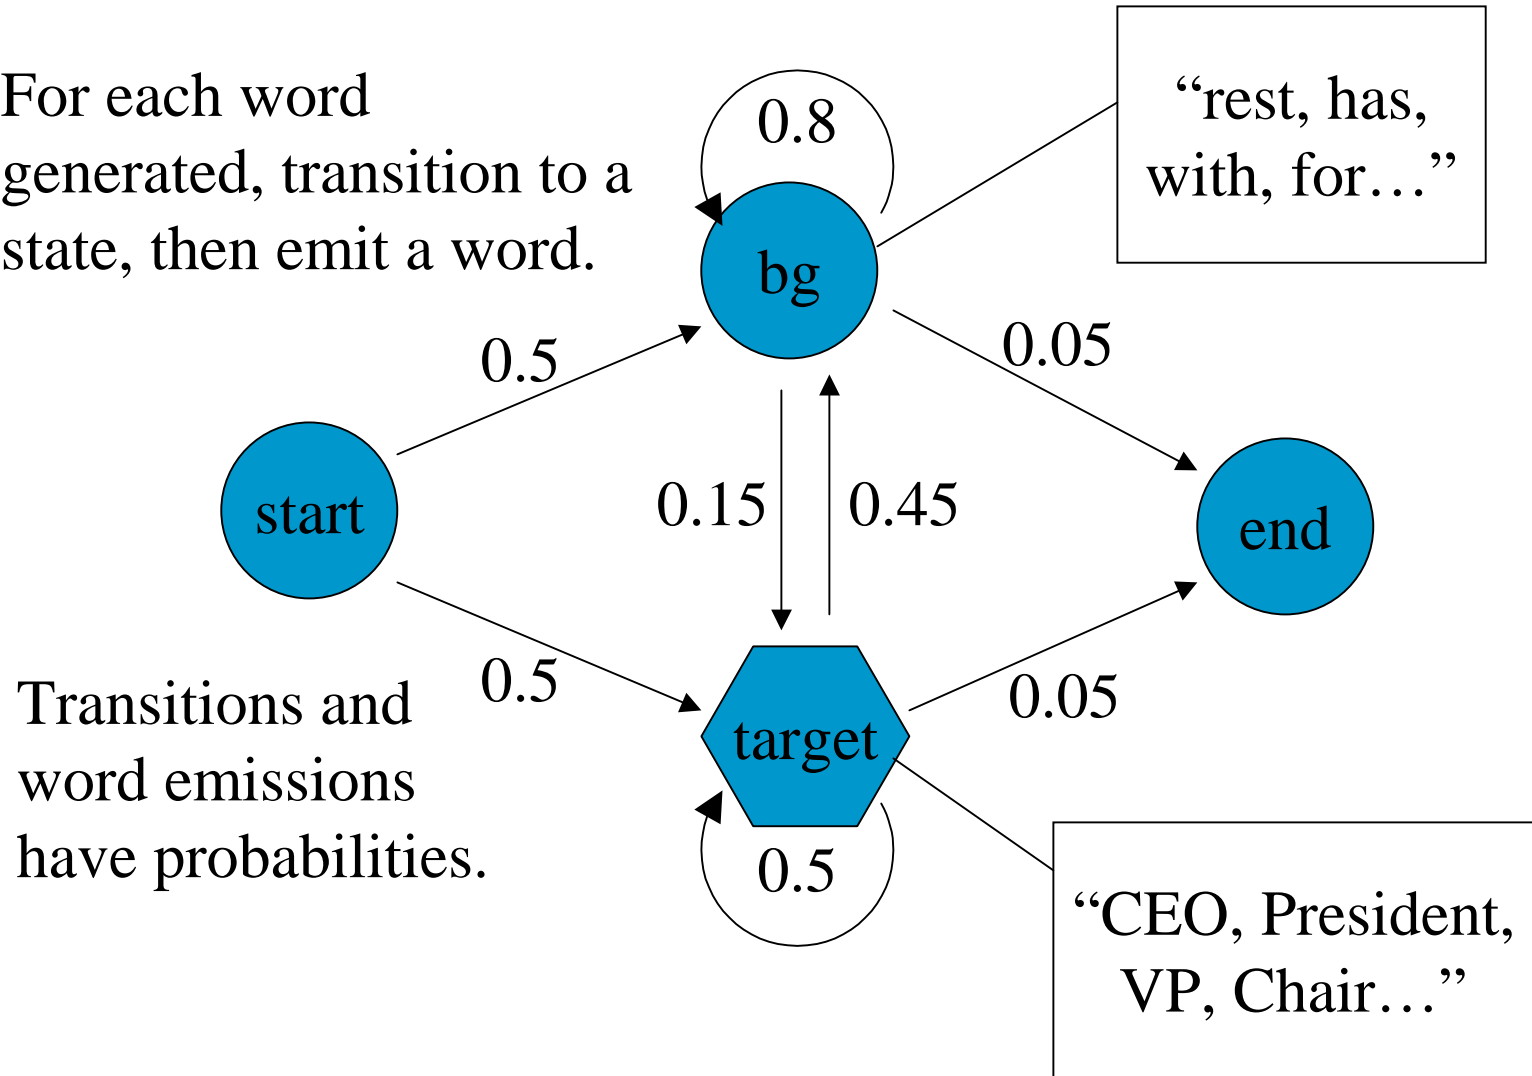 For each word
generated, transition to a
state, then emit a word.
0.8
“rest, has,
with, for…”
bg
0.5
0.05
0.15
0.45
start
end
0.5
0.05
target
Transitions and
word emissions
have probabilities.
0.5
“CEO, President,
VP, Chair…”